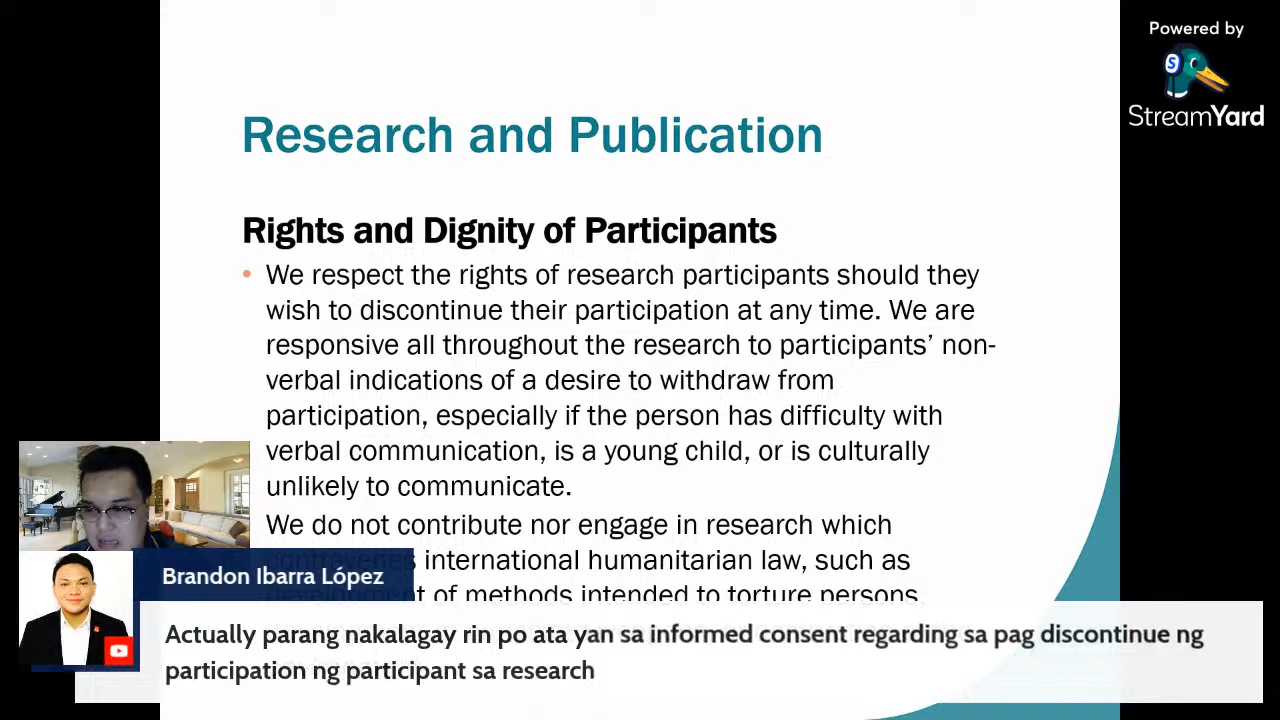 Powered by
StreamYard
Research and Publication
Rights and Dignity of Participants
• We respect the rights of research participants should they
wish to discontinue their participation at any time. We are
responsive all throughout the research to participants’ non-
verbal indications of a desire to withdraw from
participation, especially if the person has difficulty with
verbal communication, is a young child, or is culturally
unlikely to communicate.
We do not contribute nor engage in research which
contravenes international humanitarian law, such as
development of methods intended to torture persons,
Brandon Ibarra López
Actually parang nakalagay rin po ata yan sa informed consent regarding sa pag discontinue ng
participation ng participant sa research